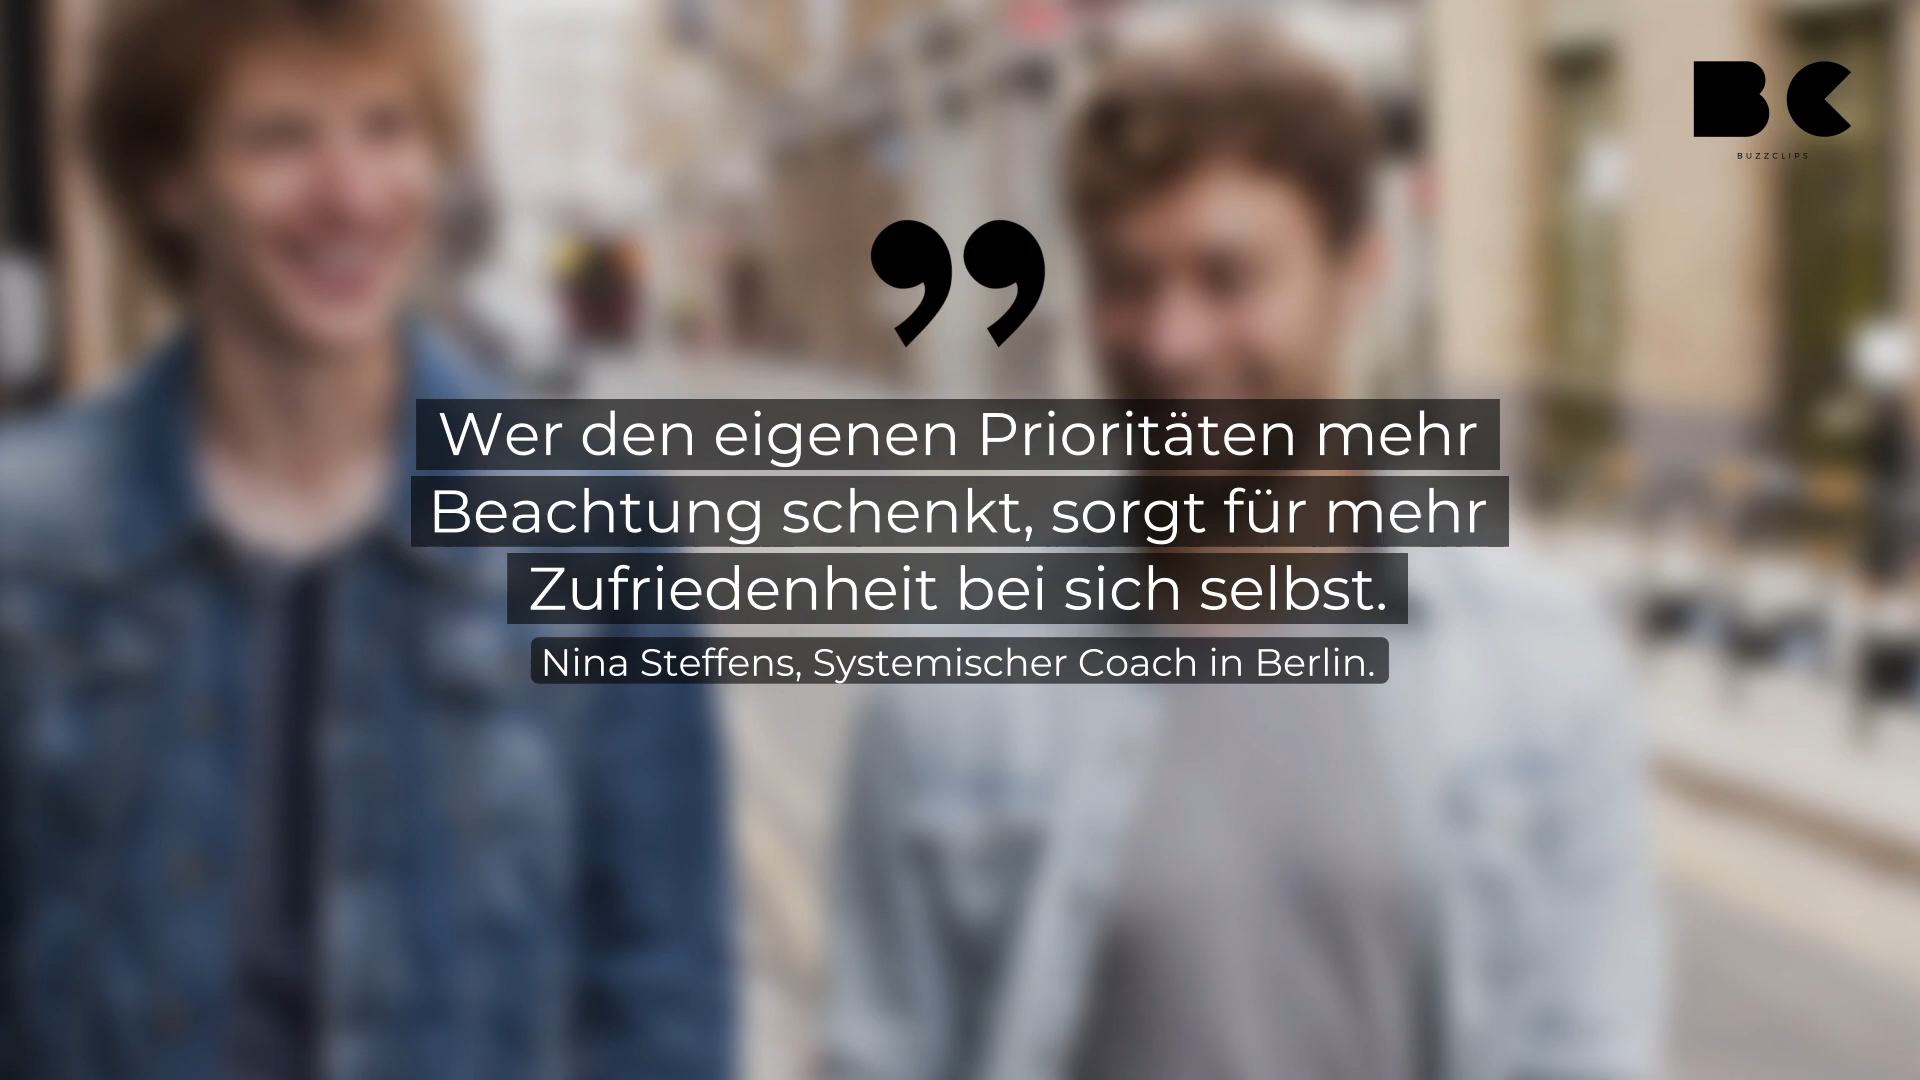 BC
BUZZCLIPS
”
Wer den eigenen Prioritäten mehr
Beachtung schenkt, sorgt für mehr
Zufriedenheit bei sich selbst.
Nina Steffens, Systemischer Coach in Berlin.